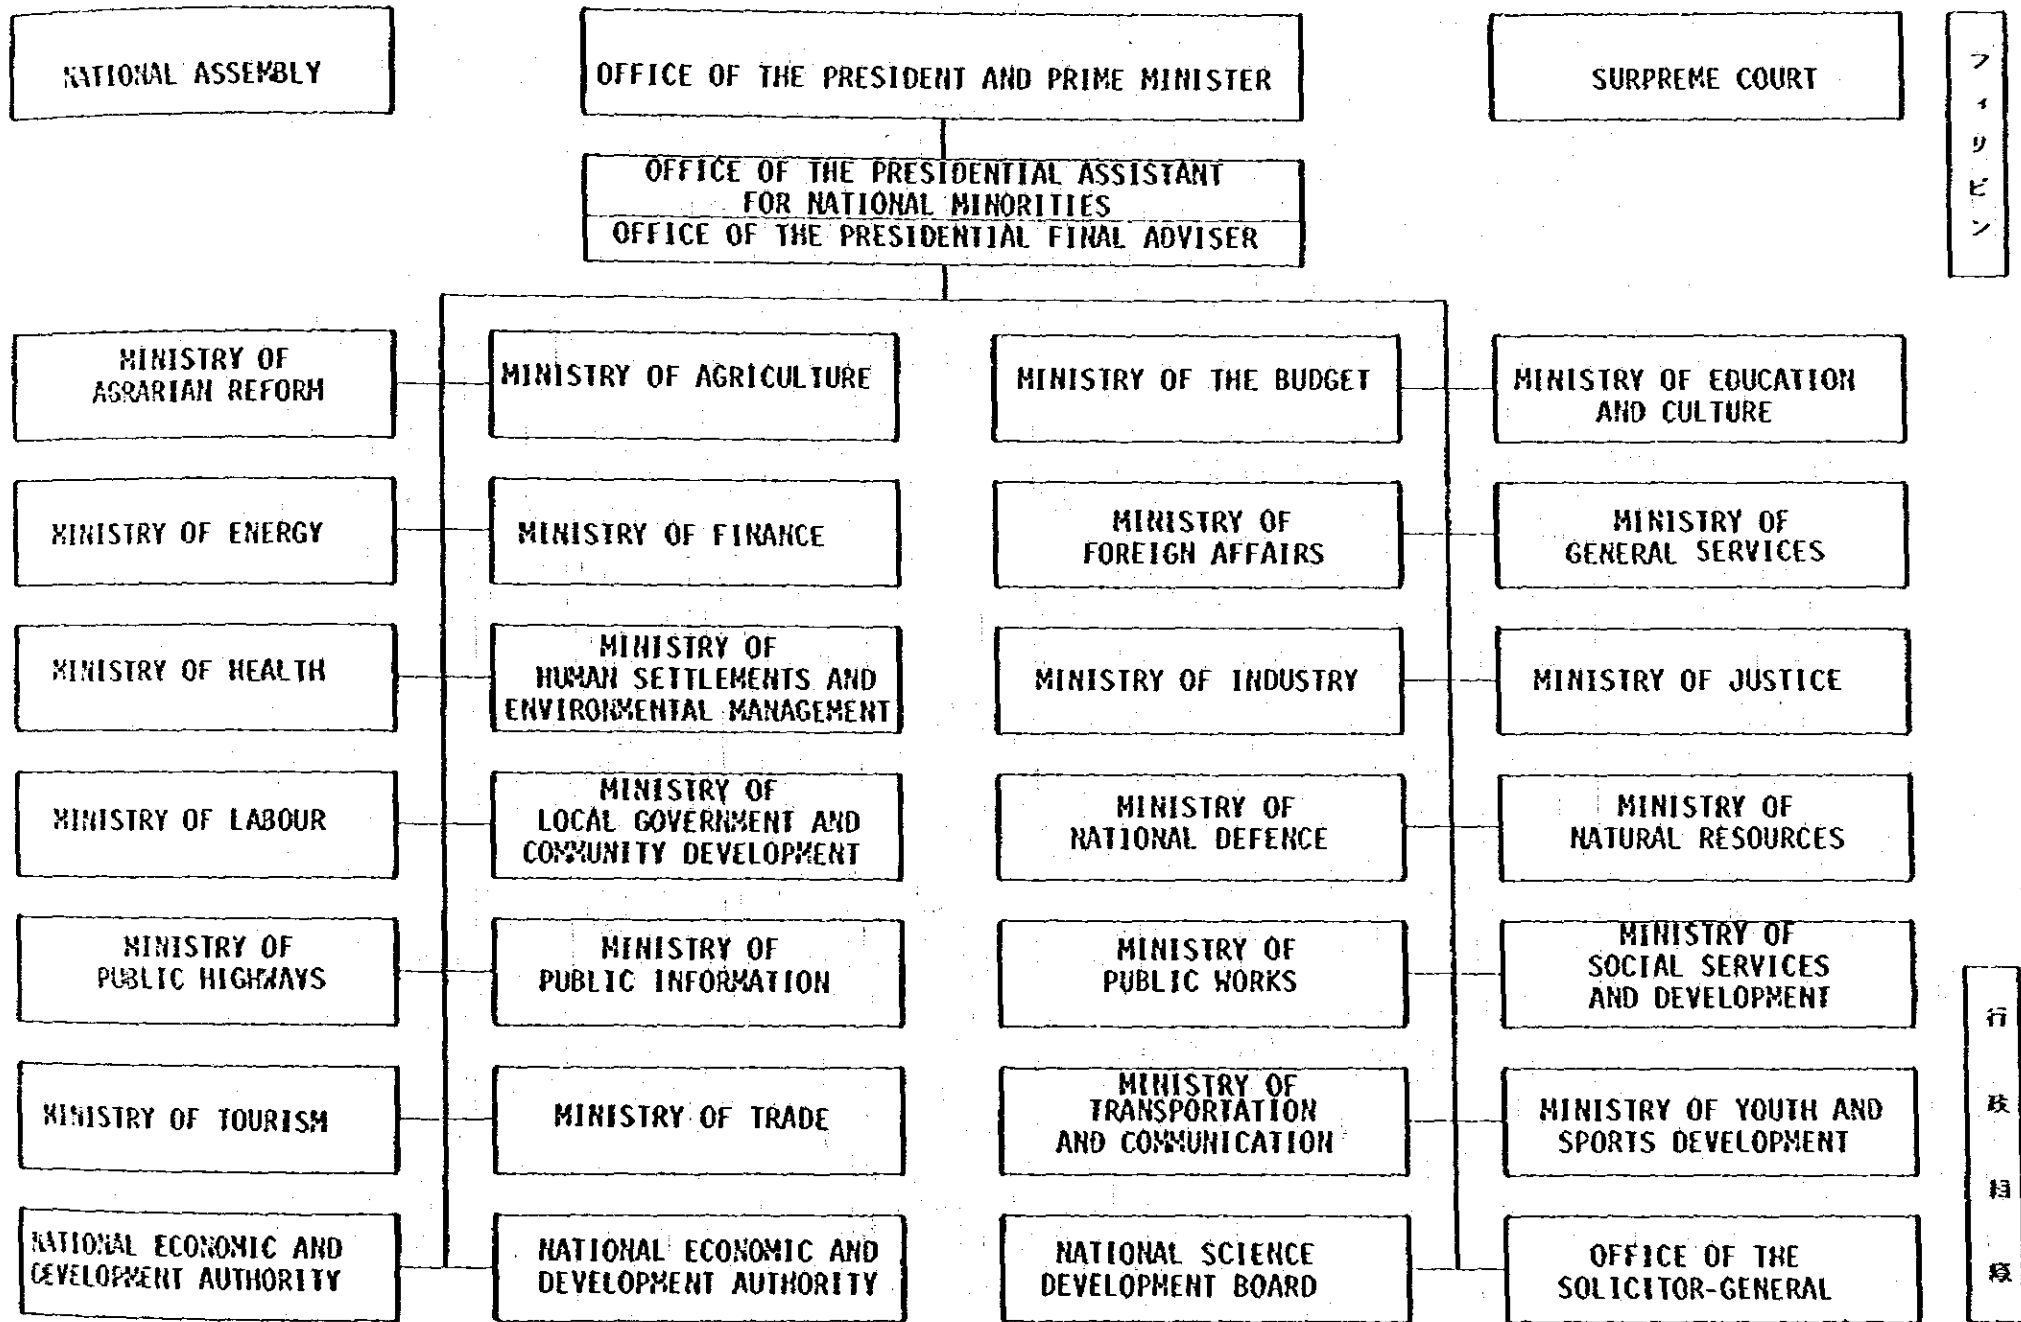 NATIONAL ASSEMBLY
OFFICE OF THE PRESIDENT AND PRIME MINISTER
SURPREME COURT
フィリピン
OFFICE OF THE PRESIDENTIAL ASSISTANT
FOR NATIONAL MINORITIES
OFFICE OF THE PRESIDENTIAL FINAL ADVISER
MINISTRY OF
AGRARIAN REFORM
MINISTRY OF AGRICULTURE
MINISTRY OF THE BUDGET
MINISTRY OF EDUCATION
AND CULTURE
MINISTRY OF ENERGY
MINISTRY OF FINANCE
MINISTRY OF
FOREIGN AFFAIRS
MINISTRY OF
GENERAL SERVICES
MINISTRY OF HEALTH
MINISTRY OF
HUMAN SETTLEMENTS AND
ENVIRONMENTAL MANAGEMENT
MINISTRY OF INDUSTRY
MINISTRY OF JUSTICE
MINISTRY OF LABOUR
MINISTRY OF
LOCAL GOVERNMENT AND
COMMUNITY DEVELOPMENT
MINISTRY OF
NATIONAL DEFENCE
MINISTRY OF
NATURAL RESOURCES
MINISTRY OF
PUBLIC HIGHWAYS
MINISTRY OF
PUBLIC INFORMATION
MINISTRY OF
PUBLIC WORKS
MINISTRY OF
SOCIAL SERVICES
AND DEVELOPMENT
MINISTRY OF TOURISM
MINISTRY OF TRADE
MINISTRY OF
TRANSPORTATION
AND COMMUNICATION
MINISTRY OF YOUTH AND
SPORTS DEVELOPMENT
NATIONAL ECONOMIC AND
DEVELOPMENT AUTHORITY
NATIONAL ECONOMIC AND
DEVELOPMENT AUTHORITY
NATIONAL SCIENCE
DEVELOPMENT BOARD
OFFICE OF THE
SOLICITOR-GENERAL
行政